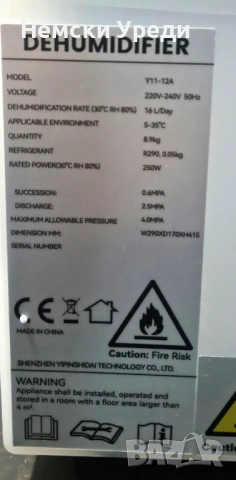 Немски Уреди
DEHUMIDIFIER
MODEL Y11-12A
VOLTAGE 220V-240V 50Hz
DEHUMIDIFICATION RATE (30°C RH 80%) 16 L/Day
APPLICABLE ENVIRONMENT 5-35°C
QUANTITY 8.9kg
REFRIGERANT R290, 0.05kg
RATED POWER(30°C RH 80%) 250W
SUCCESSION: 0.6MPA
DISCHARGE: 2.5MPA
MAXIMUM ALLOWABLE PRESSURE 4.0MPA
DIMENSION MM: W290XD170XH415
SERIAL NUMBER
CE
MADE IN CHINA
Caution: Fire Risk
SHENZHEN YIPINSHIDAI TECHNOLOGY CO., LTD.
WARNING
Appliance shall be installed, operated and
stored in a room with a floor area larger than
4 m².
Cautio
bazar.bg